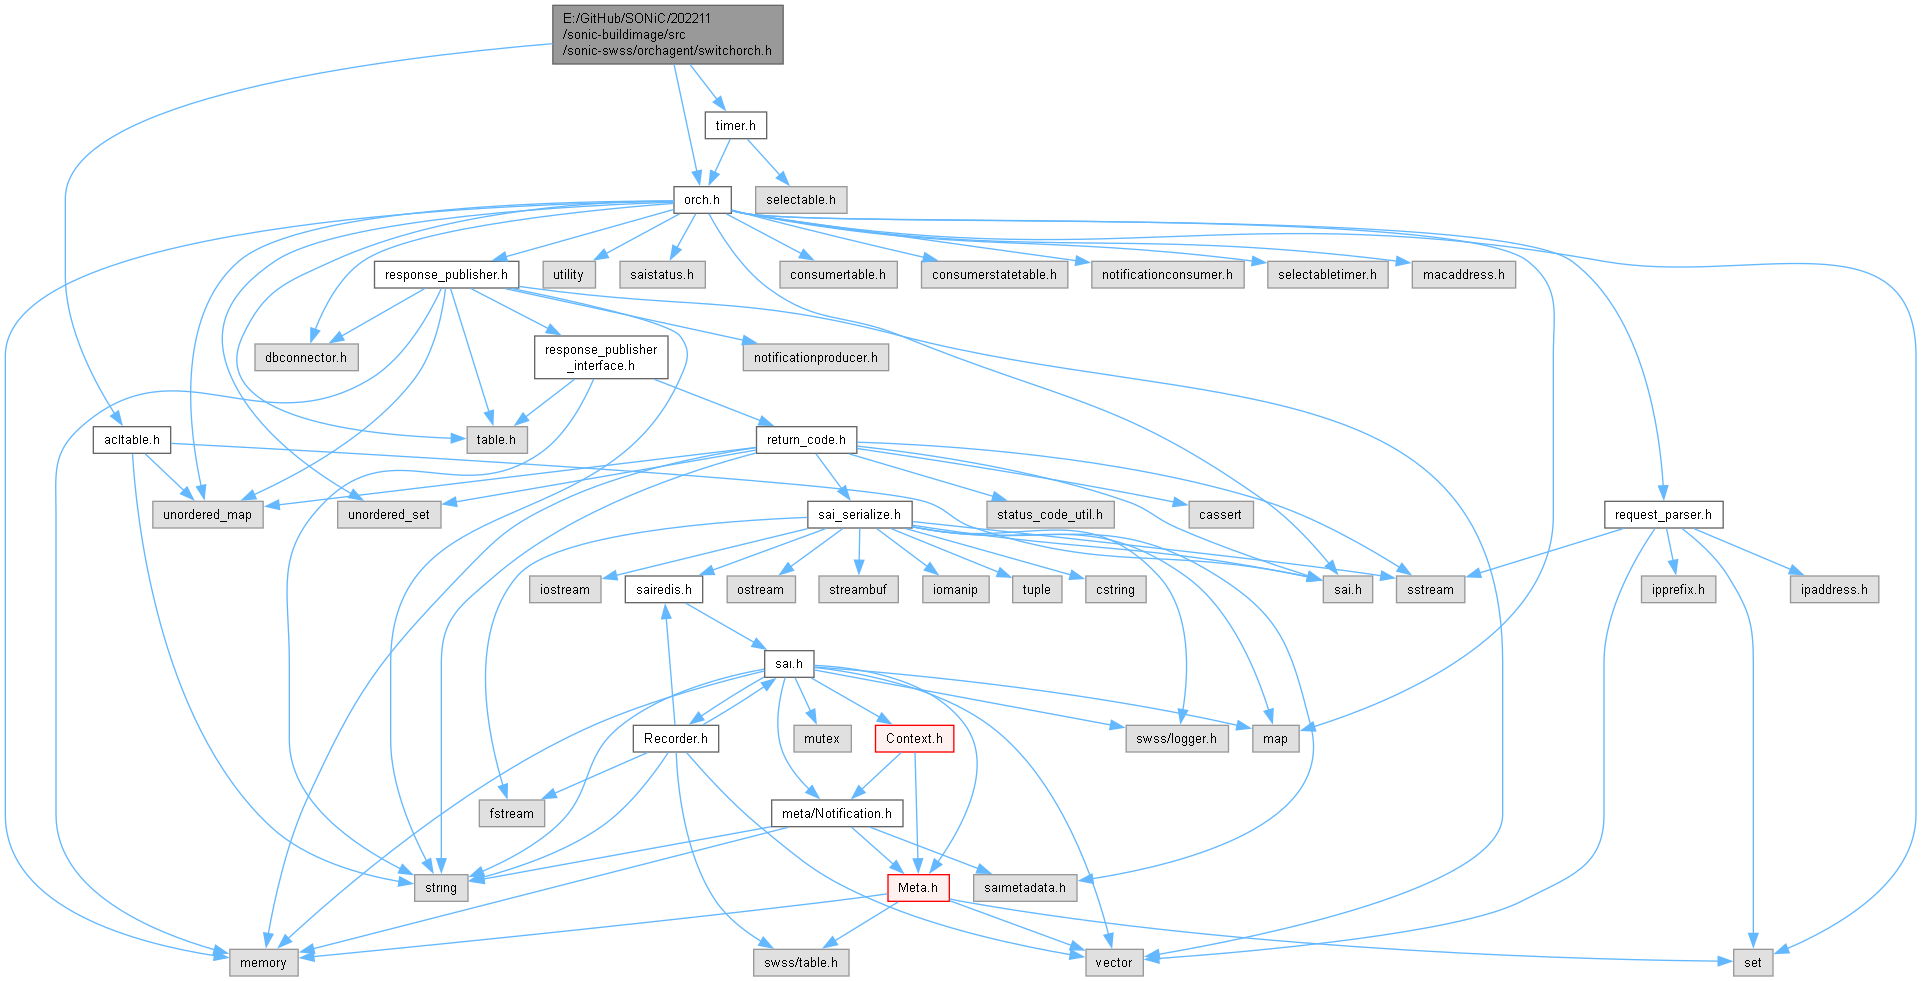 E:/GitHub/SONiC/202211
/sonic-buildimage/src
/sonic-swss/orchagent/switchorch.h
timer.h
orch.h
selectable.h
response_publisher.h
utility
saistatus.h
consumertable.h
consumerstatetable.h
notificationconsumer.h
selectabletimer.h
macaddress.h
dbconnector.h
response_publisher
_interface.h
notificationproducer.h
acltable.h
table.h
return_code.h
unordered_map
unordered_set
sai_serialize.h
status_code_util.h
cassert
request_parser.h
iostream
sairedis.h
ostream
streambuf
iomanip
tuple
cstring
sai.h
sstream
ipprefix.h
ipaddress.h
sai.h
Recorder.h
mutex
Context.h
swss/logger.h
map
fstream
meta/Notification.h
string
Meta.h
saimetadata.h
memory
swss/table.h
vector
set